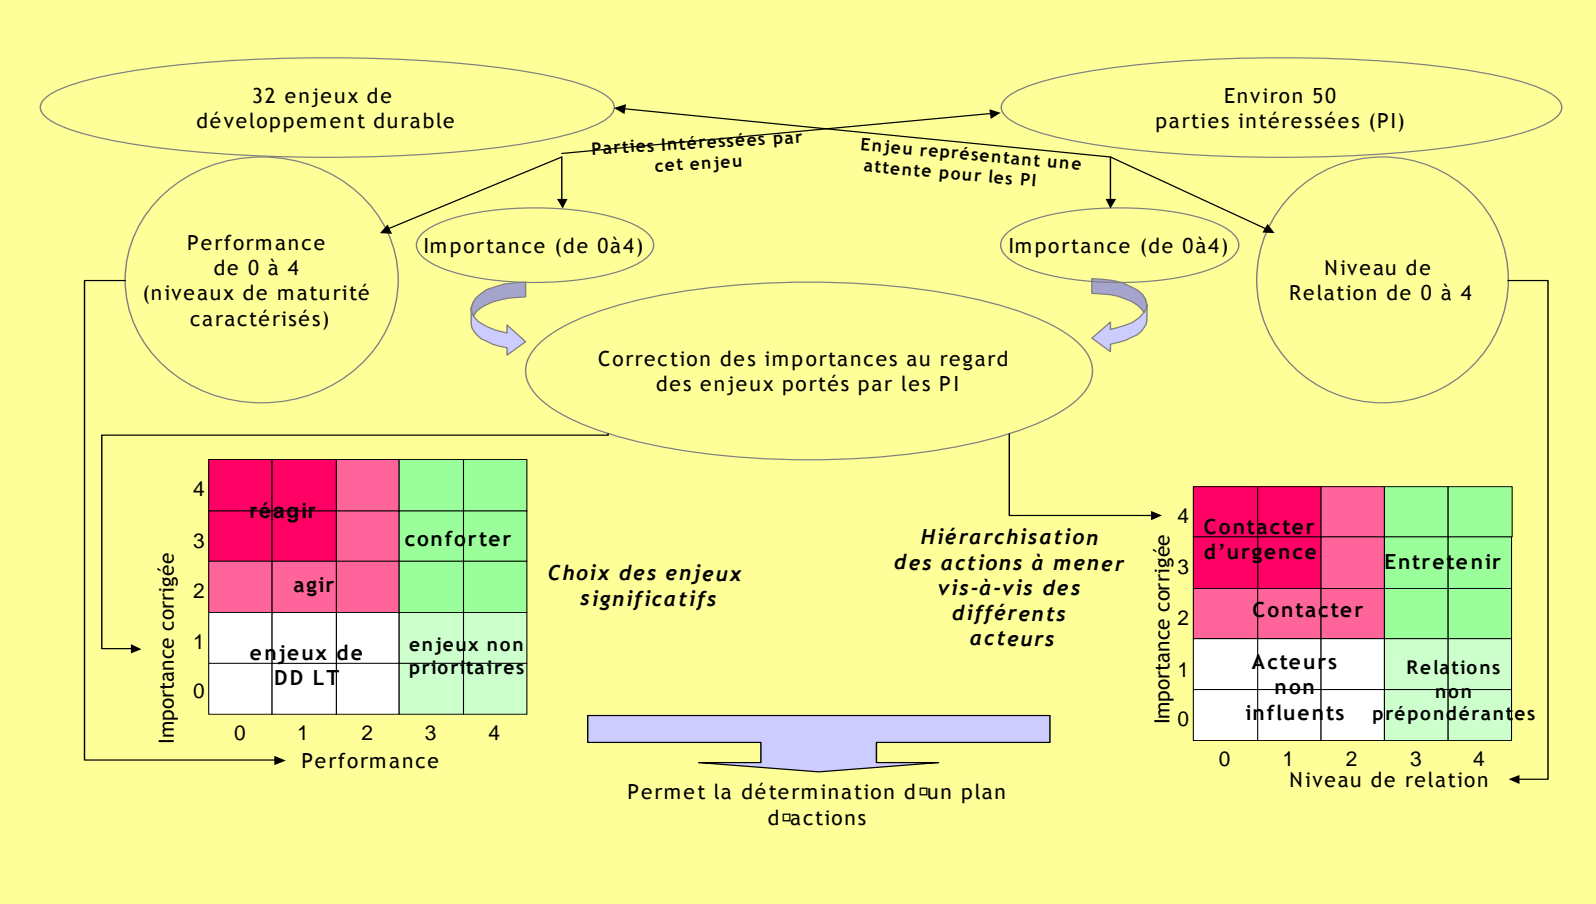 32 enjeux de
développement durable
Environ 50
parties intéressées (PI)
Parties Intéressées par
cet enjeu
Enjeu représentant une
attente pour les PI
Performance
de 0 à 4
(niveaux de maturité
caractérisés)
Importance (de 0à4)
Importance (de 0à4)
Niveau de
Relation de 0 à 4
Correction des importances au regard
des enjeux portés par les PI
Importance corrigée
4
3
2
1
0
réagir
conforter
agir
enjeux de
DD LT
enjeux non
prioritaires
0 1 2 3 4
Performance
Choix des enjeux
significatifs
Hiérarchisation
des actions à mener
vis-à-vis des
différents
acteurs
Importance corrigée
4
3
2
1
0
Contacter
d’urgence
Entretenir
Contacter
Acteurs
non
influents
Relations
non
prépondérantes
0 1 2 3 4
Niveau de relation
Permet la détermination d▯un plan
d▯actions